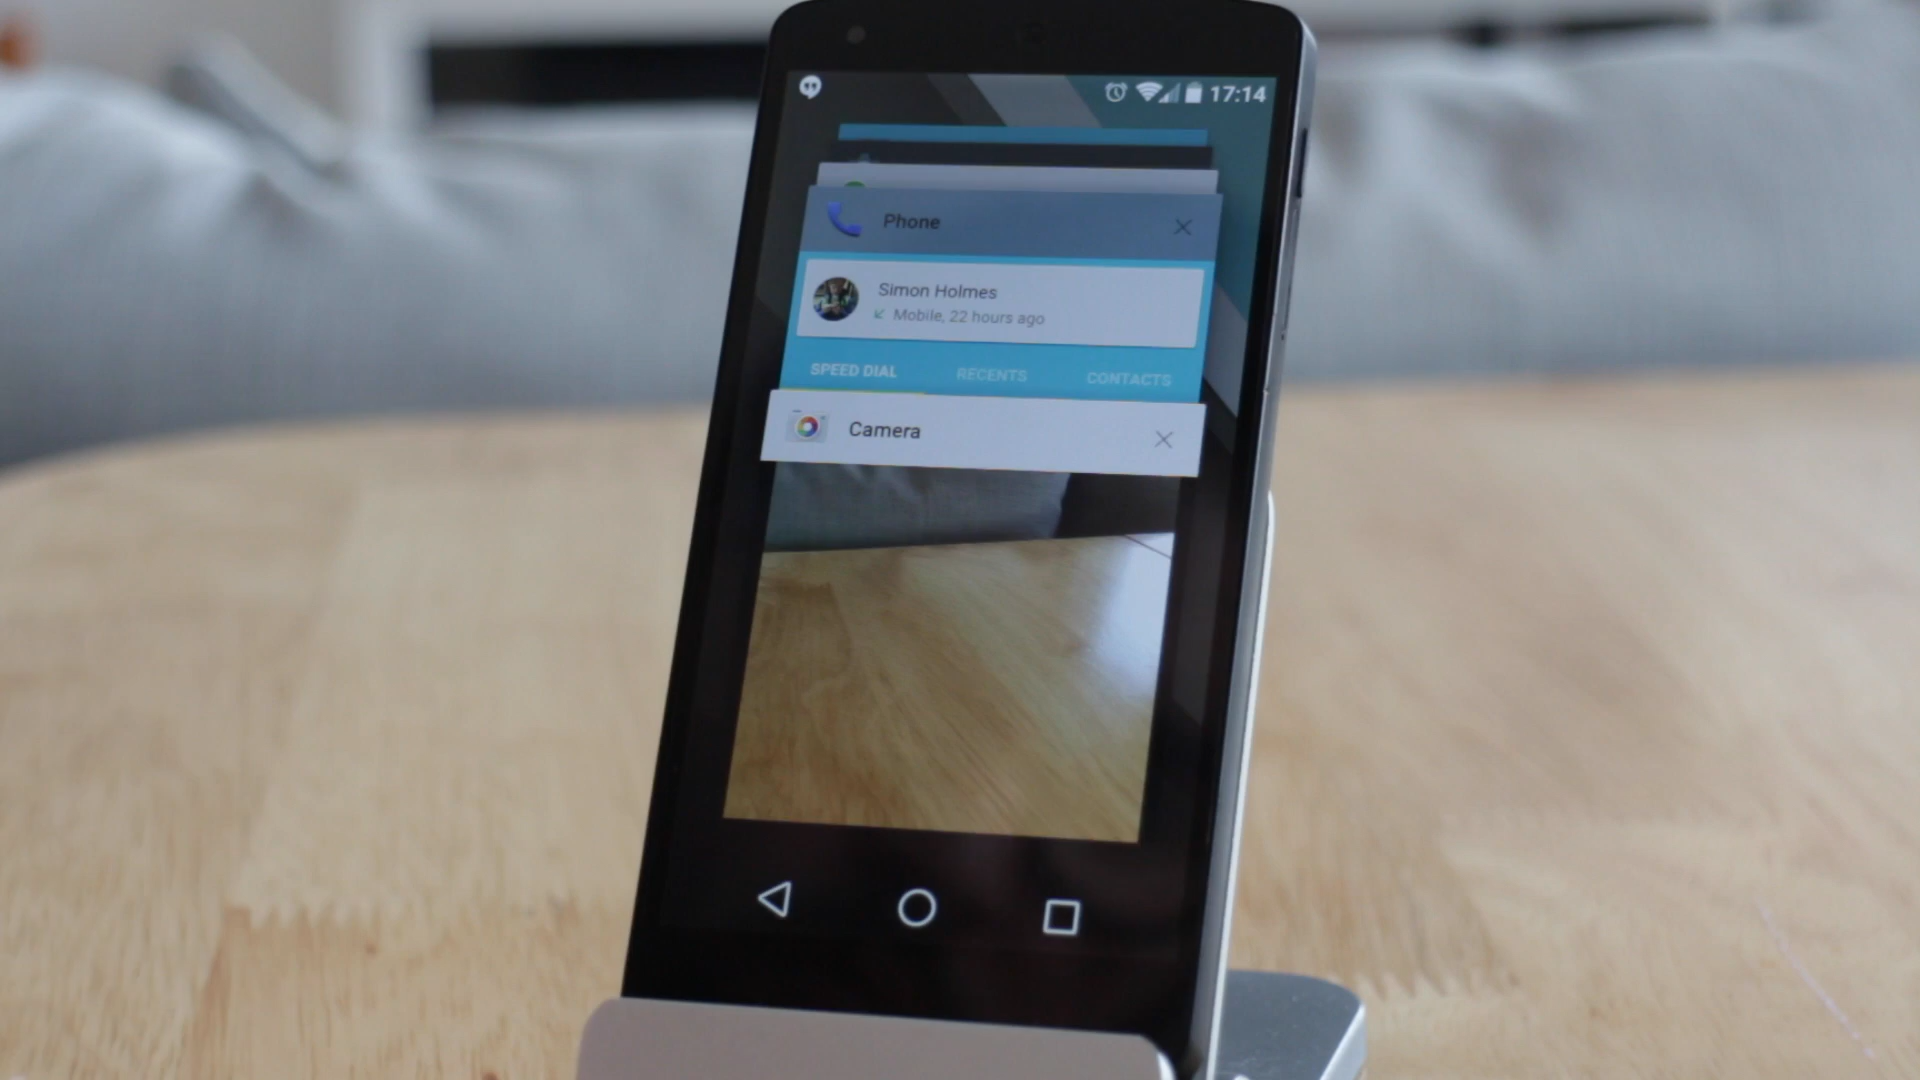 17:14
Phone
Simon Holmes
Mobile, 22 hours ago
SPEED DIAL RECENTS CONTACTS
Camera